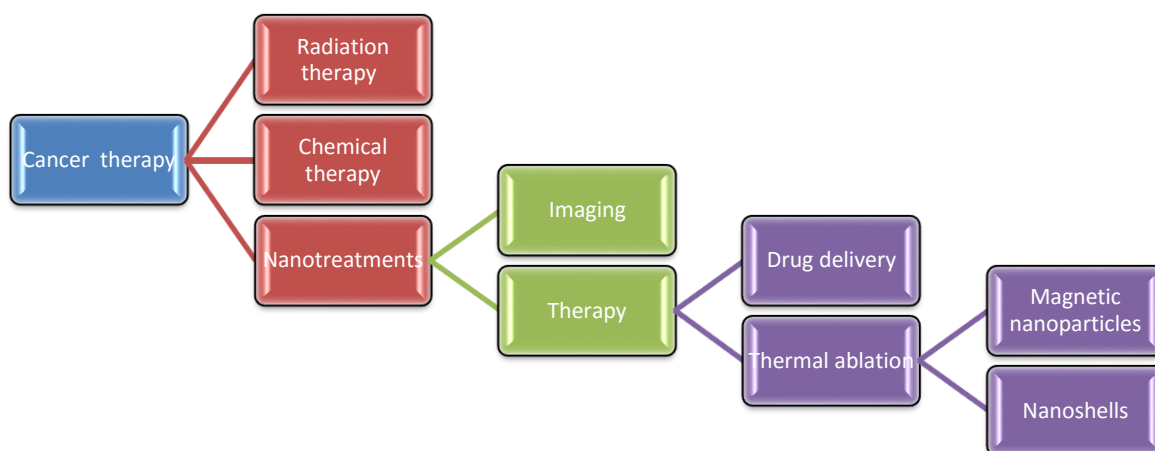 Radiation
therapy
Cancer therapy
Chemical
therapy
Nanotreatments
Imaging
Therapy
Drug delivery
Thermal ablation
Magnetic
nanoparticles
Nanoshells